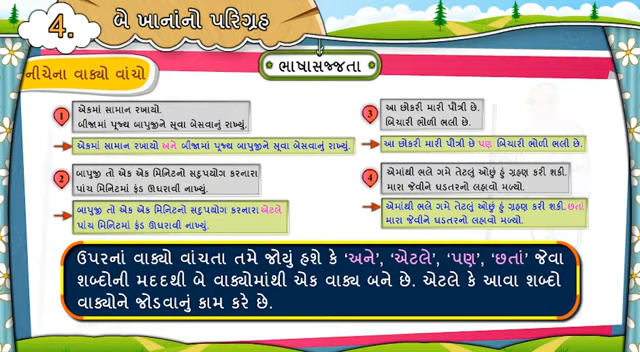 4.
બે ખાનાંનો પરિગ્રહ
ભાષાસજ્જતા
નીચેના વાક્યો વાંચો
1
એકમાં સામાન રખાયો.
બીજામાં પૂજ્ય બાપુજીને સૂવા બેસવાનું રાખ્યું.
એકમાં સામાન રખાયો અને બીજામાં પૂજ્ય બાપુજીને સૂવા બેસવાનું રાખ્યું.
2
બાપુજી તો એક એક મિનિટનો સદુપયોગ કરનારા
પાંચ મિનિટમાં ફંડ ઊઘરાવી નાખ્યું.
બાપુજી તો એક એક મિનિટનો સદુપયોગ કરનારા એટલે
પાંચ મિનિટમાં ફંડ ઊઘરાવી નાખ્યું.
3
આ છોકરી મારી પૌત્રી છે.
બિચારી ભોળી ભલી છે.
આ છોકરી મારી પૌત્રી છે પણ બિચારી ભોળી ભલી છે.
4
એમાંથી ભલે ગમે તેટલું ઓછું હું ગ્રહણ કરી શકી.
મારા જેવીને ઘડતરનો લહાવો મળ્યો.
એમાંથી ભલે ગમે તેટલું ઓછું હું ગ્રહણ કરી શકી. છતાં
મારા જેવીને ઘડતરનો લહાવો મળ્યો.
ઉપરનાં વાક્યો વાંચતા તમે જોયું હશે કે ‘અને’, ‘એટલે’, ‘પણ’, ‘છતાં’ જેવા
શબ્દોની મદદથી બે વાક્યોમાંથી એક વાક્ય બને છે. એટલે કે આવા શબ્દો
વાક્યોને જોડવાનું કામ કરે છે.